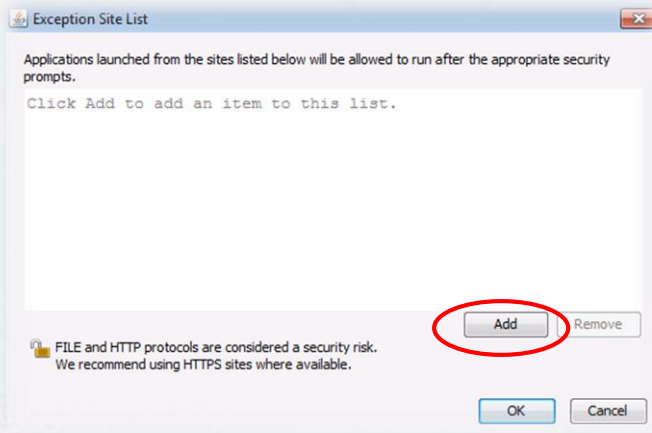 Exception Site List
Applications launched from the sites listed below will be allowed to run after the appropriate security
prompts.
Click Add to add an item to this list.
Add
Remove
FILE and HTTP protocols are considered a security risk.
We recommend using HTTPS sites where available.
OK
Cancel